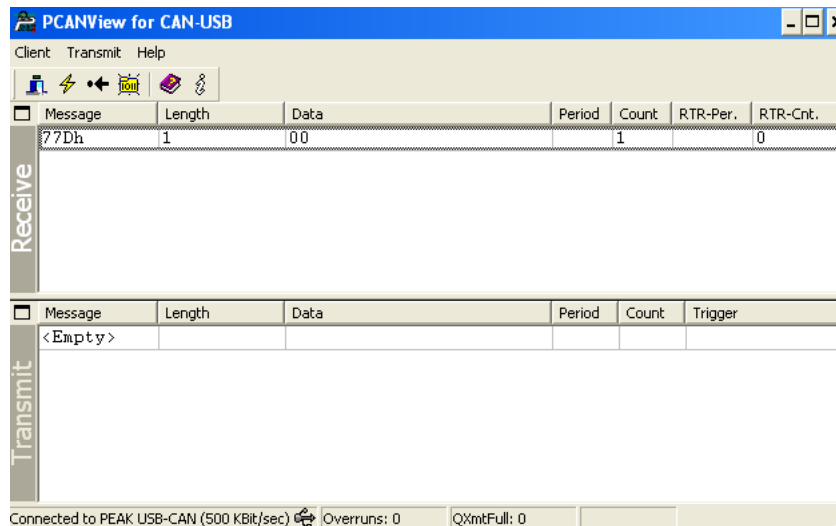 PCANView for CAN-USB
Client Transmit Help
Message Length Data Period Count RTR-Per. RTR-Cnt.
77Dh 1 00 1 0
Receive
Message Length Data Period Count Trigger
<Empty>
Transmit
Connected to PEAK USB-CAN (500 KBit/sec) Overruns: 0 QXmtFull: 0